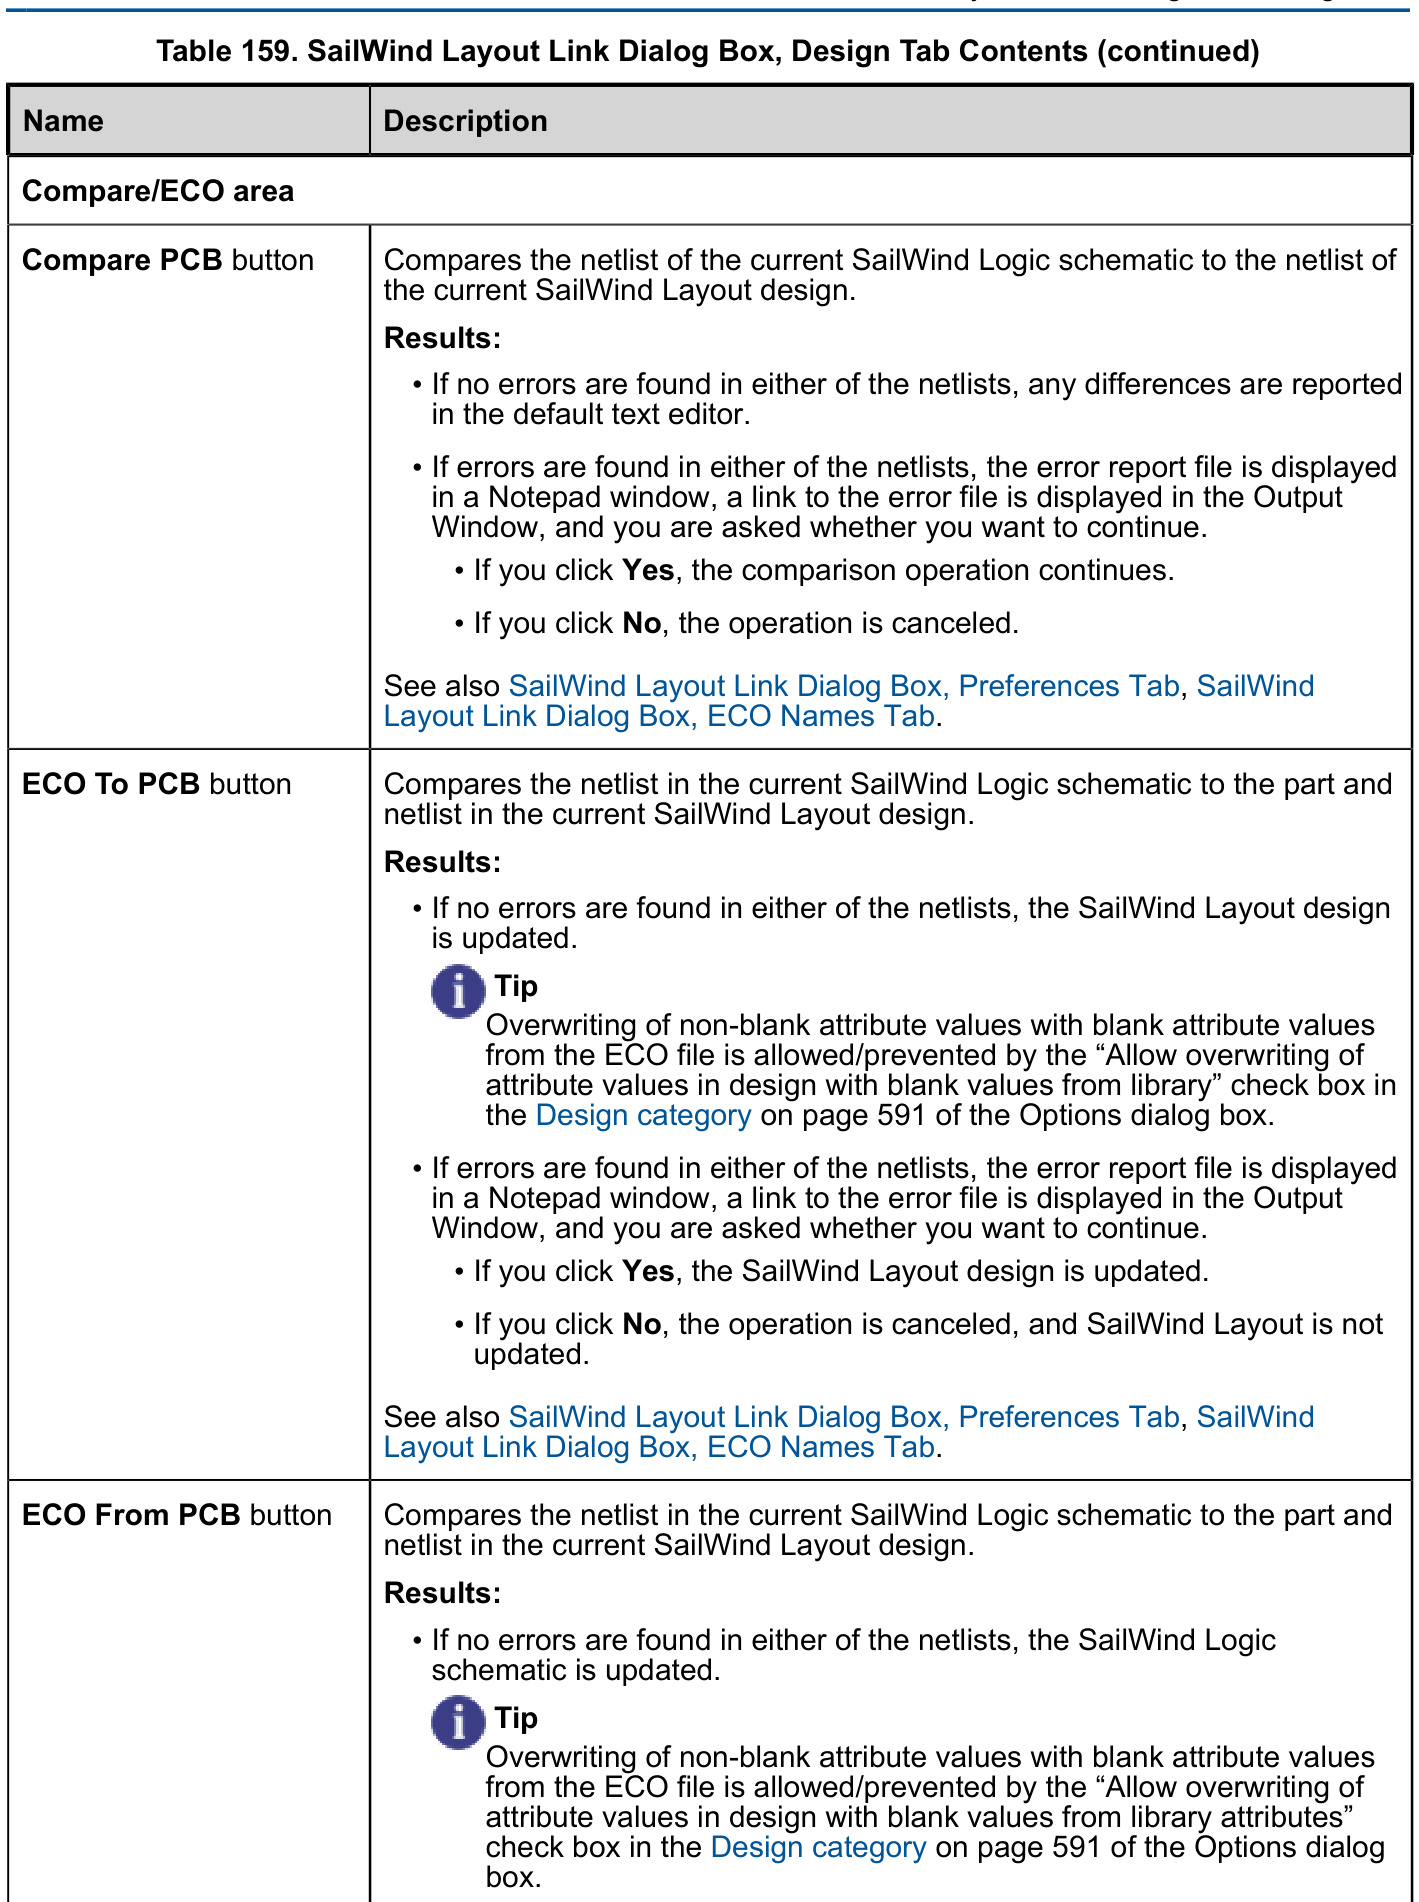 Table 159. SailWind Layout Link Dialog Box, Design Tab Contents (continued)
Name Description
Compare/ECO area
Compare PCB button
Compares the netlist of the current SailWind Logic schematic to the netlist of
the current SailWind Layout design.
Results:
• If no errors are found in either of the netlists, any differences are reported
in the default text editor.
• If errors are found in either of the netlists, the error report file is displayed
in a Notepad window, a link to the error file is displayed in the Output
Window, and you are asked whether you want to continue.
• If you click Yes, the comparison operation continues.
• If you click No, the operation is canceled.
See also SailWind Layout Link Dialog Box, Preferences Tab, SailWind
Layout Link Dialog Box, ECO Names Tab.
ECO To PCB button
Compares the netlist in the current SailWind Logic schematic to the part and
netlist in the current SailWind Layout design.
Results:
• If no errors are found in either of the netlists, the SailWind Layout design
is updated.
Tip
Overwriting of non-blank attribute values with blank attribute values
from the ECO file is allowed/prevented by the “Allow overwriting of
attribute values in design with blank values from library” check box in
the Design category on page 591 of the Options dialog box.
• If errors are found in either of the netlists, the error report file is displayed
in a Notepad window, a link to the error file is displayed in the Output
Window, and you are asked whether you want to continue.
• If you click Yes, the SailWind Layout design is updated.
• If you click No, the operation is canceled, and SailWind Layout is not
updated.
See also SailWind Layout Link Dialog Box, Preferences Tab, SailWind
Layout Link Dialog Box, ECO Names Tab.
ECO From PCB button
Compares the netlist in the current SailWind Logic schematic to the part and
netlist in the current SailWind Layout design.
Results:
• If no errors are found in either of the netlists, the SailWind Logic
schematic is updated.
Tip
Overwriting of non-blank attribute values with blank attribute values
from the ECO file is allowed/prevented by the “Allow overwriting of
attribute values in design with blank values from library attributes”
check box in the Design category on page 591 of the Options dialog
box.